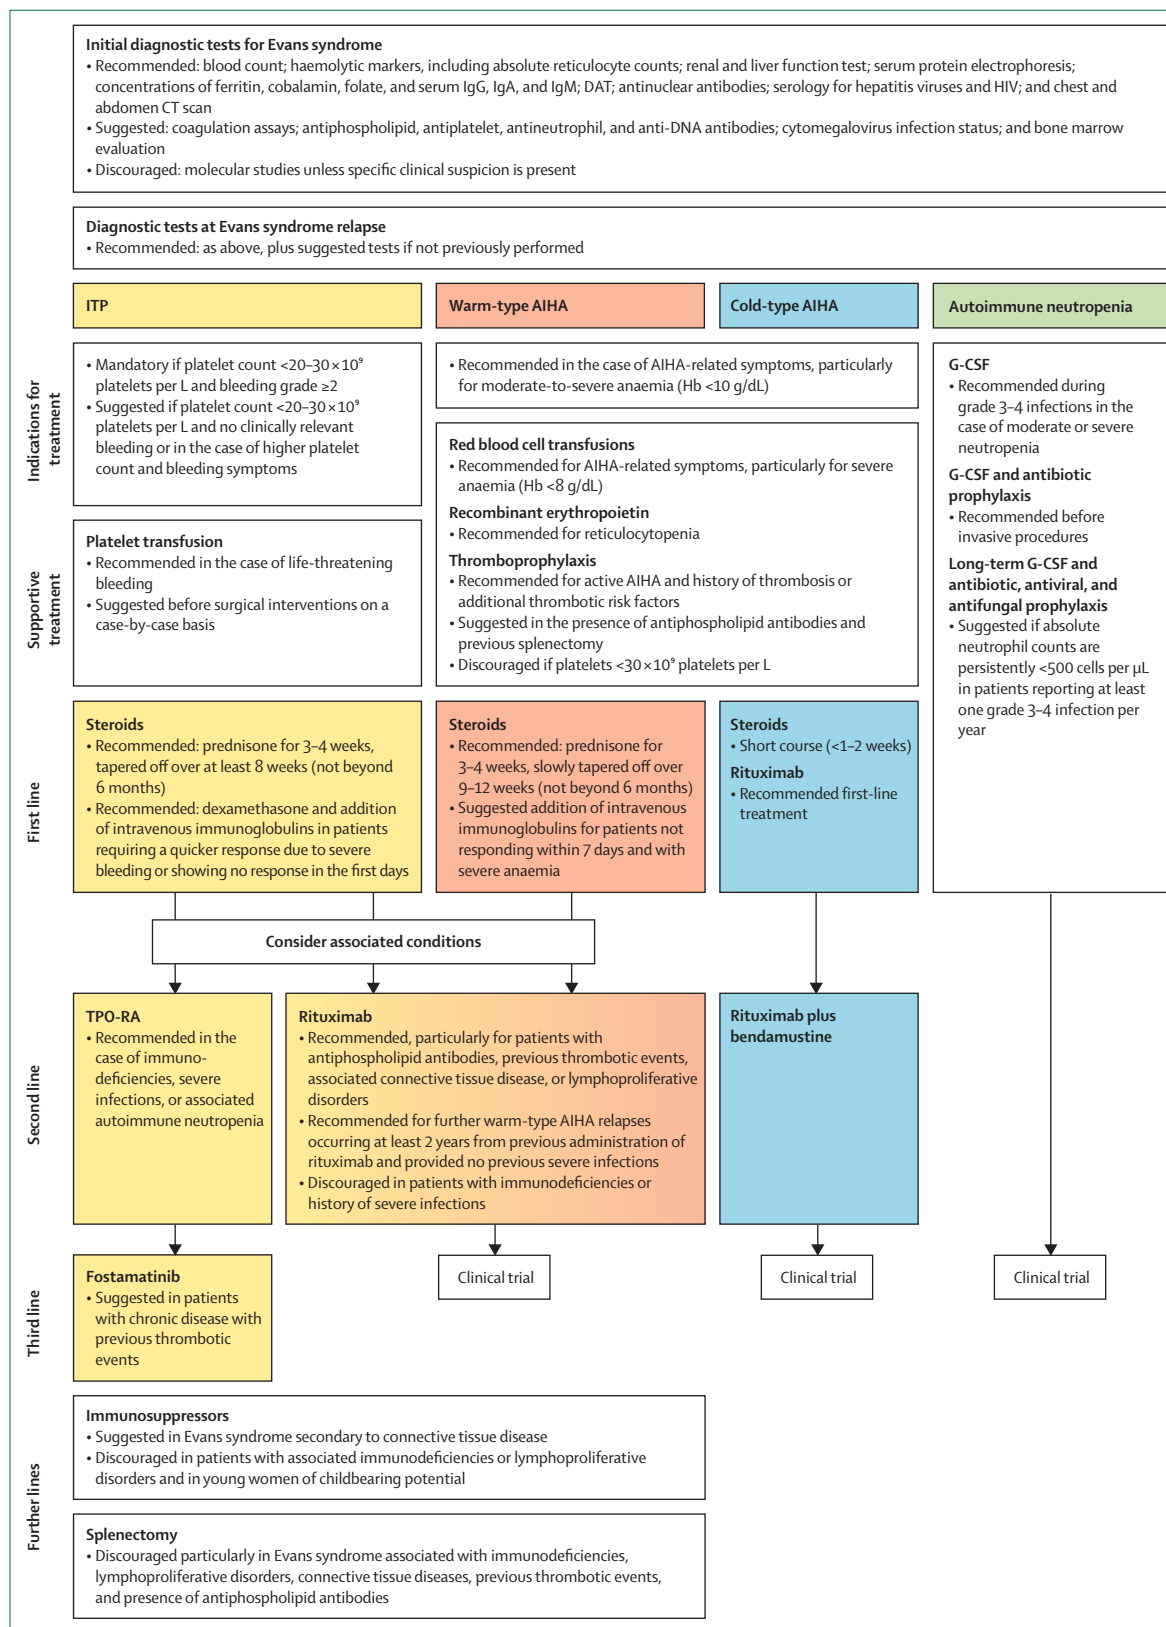 Initial diagnostic tests for Evans syndrome
• Recommended: blood count; haemolytic markers, including absolute reticulocyte counts; renal and liver function test; serum protein electrophoresis;
concentrations of ferritin, cobalamin, folate, and serum IgG, IgA, and IgM; DAT; antinuclear antibodies; serology for hepatitis viruses and HIV; and chest and
abdomen CT scan
• Suggested: coagulation assays; antiphospholipid, antiplatelet, antineutrophil, and anti-DNA antibodies; cytomegalovirus infection status; and bone marrow
evaluation
• Discouraged: molecular studies unless specific clinical suspicion is present
Diagnostic tests at Evans syndrome relapse
• Recommended: as above, plus suggested tests if not previously performed
ITP
Warm-type AIHA
Cold-type AIHA
Autoimmune neutropenia
Indications for
treatment
• Mandatory if platelet count <20–30 × 10⁹
platelets per L and bleeding grade ≥2
• Suggested if platelet count <20–30 × 10⁹
platelets per L and no clinically relevant
bleeding or in the case of higher platelet
count and bleeding symptoms
• Recommended in the case of AIHA-related symptoms, particularly
for moderate-to-severe anaemia (Hb <10 g/dL)
G-CSF
• Recommended during
grade 3–4 infections in the
case of moderate or severe
neutropenia
G-CSF and antibiotic
prophylaxis
• Recommended before
invasive procedures
Long-term G-CSF and
antibiotic, antiviral, and
antifungal prophylaxis
• Suggested if absolute
neutrophil counts are
persistently <500 cells per µL
in patients reporting at least
one grade 3–4 infection per
year
Supportive
treatment
Platelet transfusion
• Recommended in the case of life-threatening
bleeding
• Suggested before surgical interventions on a
case-by-case basis
Red blood cell transfusions
• Recommended for AIHA-related symptoms, particularly for severe
anaemia (Hb <8 g/dL)
Recombinant erythropoietin
• Recommended for reticulocytopenia
Thromboprophylaxis
• Recommended for active AIHA and history of thrombosis or
additional thrombotic risk factors
• Suggested in the presence of antiphospholipid antibodies and
previous splenectomy
• Discouraged if platelets <30 × 10⁹ platelets per L
First line
Steroids
• Recommended: prednisone for 3–4 weeks,
tapered off over at least 8 weeks (not beyond
6 months)
• Recommended: dexamethasone and addition
of intravenous immunoglobulins in patients
requiring a quicker response due to severe
bleeding or showing no response in the first days
Steroids
• Recommended: prednisone for
3–4 weeks, slowly tapered off over
9–12 weeks (not beyond 6 months)
• Suggested addition of intravenous
immunoglobulins for patients not
responding within 7 days and with
severe anaemia
Steroids
• Short course (<1–2 weeks)
Rituximab
• Recommended first-line
treatment
Consider associated conditions
Second line
TPO-RA
• Recommended in the
case of immuno-
deficiencies, severe
infections, or associated
autoimmune neutropenia
Rituximab
• Recommended, particularly for patients with
antiphospholipid antibodies, previous thrombotic events,
associated connective tissue disease, or lymphoproliferative
disorders
• Recommended for further warm-type AIHA relapses
occurring at least 2 years from previous administration of
rituximab and provided no previous severe infections
• Discouraged in patients with immunodeficiencies or
history of severe infections
Rituximab plus
bendamustine
Third line
Fostamatinib
• Suggested in patients
with chronic disease with
previous thrombotic
events
Clinical trial
Clinical trial
Clinical trial
Further lines
Immunosuppressors
• Suggested in Evans syndrome secondary to connective tissue disease
• Discouraged in patients with associated immunodeficiencies or lymphoproliferative
disorders and in young women of childbearing potential
Splenectomy
• Discouraged particularly in Evans syndrome associated with immunodeficiencies,
lymphoproliferative disorders, connective tissue diseases, previous thrombotic events,
and presence of antiphospholipid antibodies